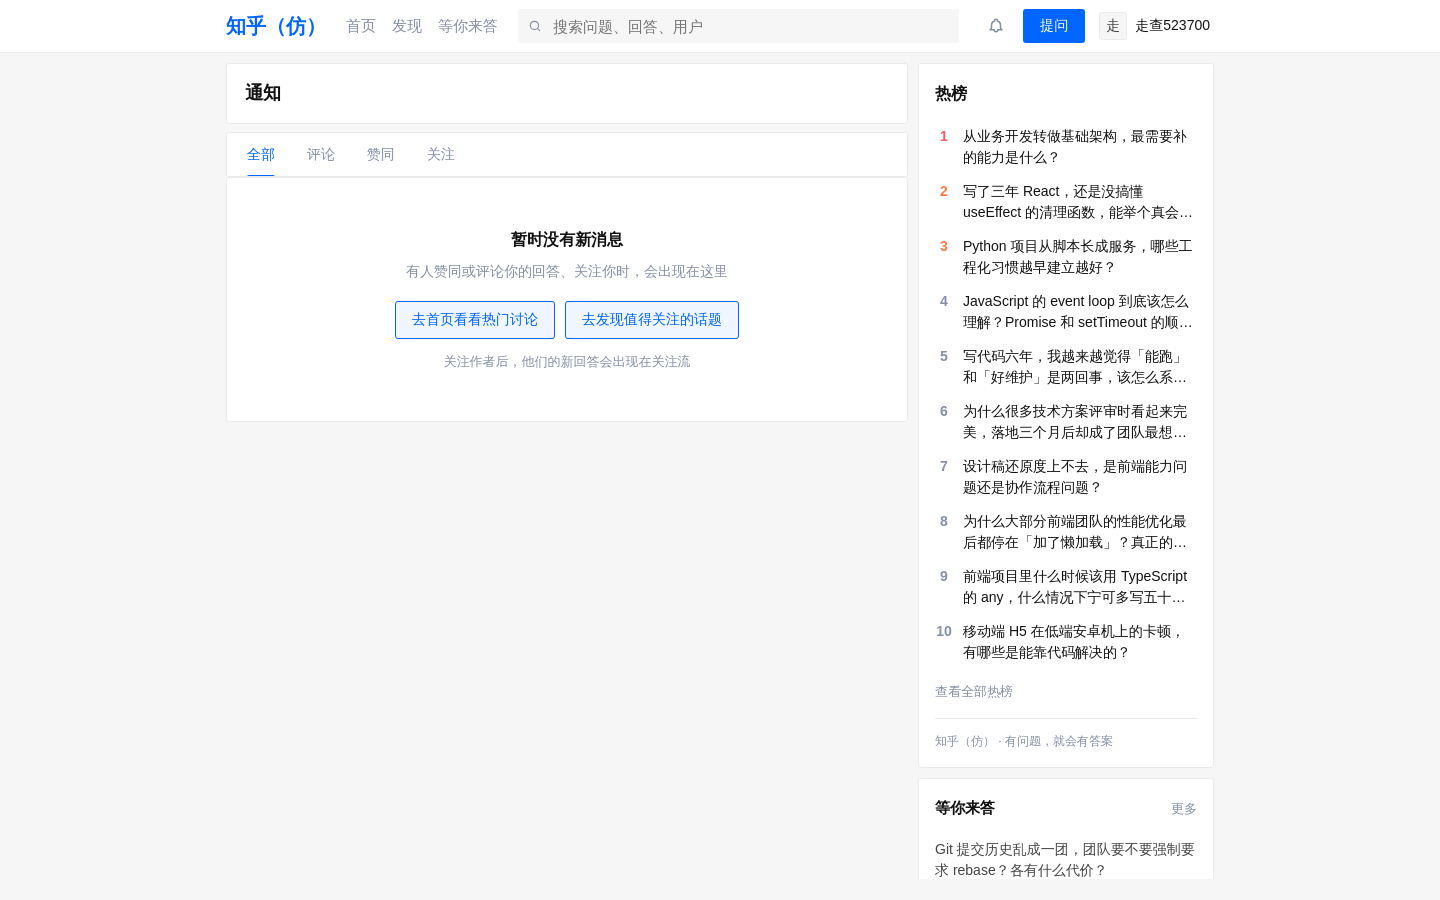 知乎（仿） 首页 发现 等你来答 搜索问题、回答、用户 提问 走 走查523700
通知
全部 评论 赞同 关注
暂时没有新消息
有人赞同或评论你的回答、关注你时，会出现在这里
去首页看看热门讨论 去发现值得关注的话题
关注作者后，他们的新回答会出现在关注流
热榜
1 从业务开发转做基础架构，最需要补
的能力是什么？
2 写了三年 React，还是没搞懂
useEffect 的清理函数，能举个真会…
3 Python 项目从脚本长成服务，哪些工
程化习惯越早建立越好？
4 JavaScript 的 event loop 到底该怎么
理解？Promise 和 setTimeout 的顺…
5 写代码六年，我越来越觉得「能跑」
和「好维护」是两回事，该怎么系…
6 为什么很多技术方案评审时看起来完
美，落地三个月后却成了团队最想…
7 设计稿还原度上不去，是前端能力问
题还是协作流程问题？
8 为什么大部分前端团队的性能优化最
后都停在「加了懒加载」？真正的…
9 前端项目里什么时候该用 TypeScript
的 any，什么情况下宁可多写五十…
10 移动端 H5 在低端安卓机上的卡顿，
有哪些是能靠代码解决的？
查看全部热榜
知乎（仿） · 有问题，就会有答案
等你来答 更多
Git 提交历史乱成一团，团队要不要强制要
求 rebase？各有什么代价？